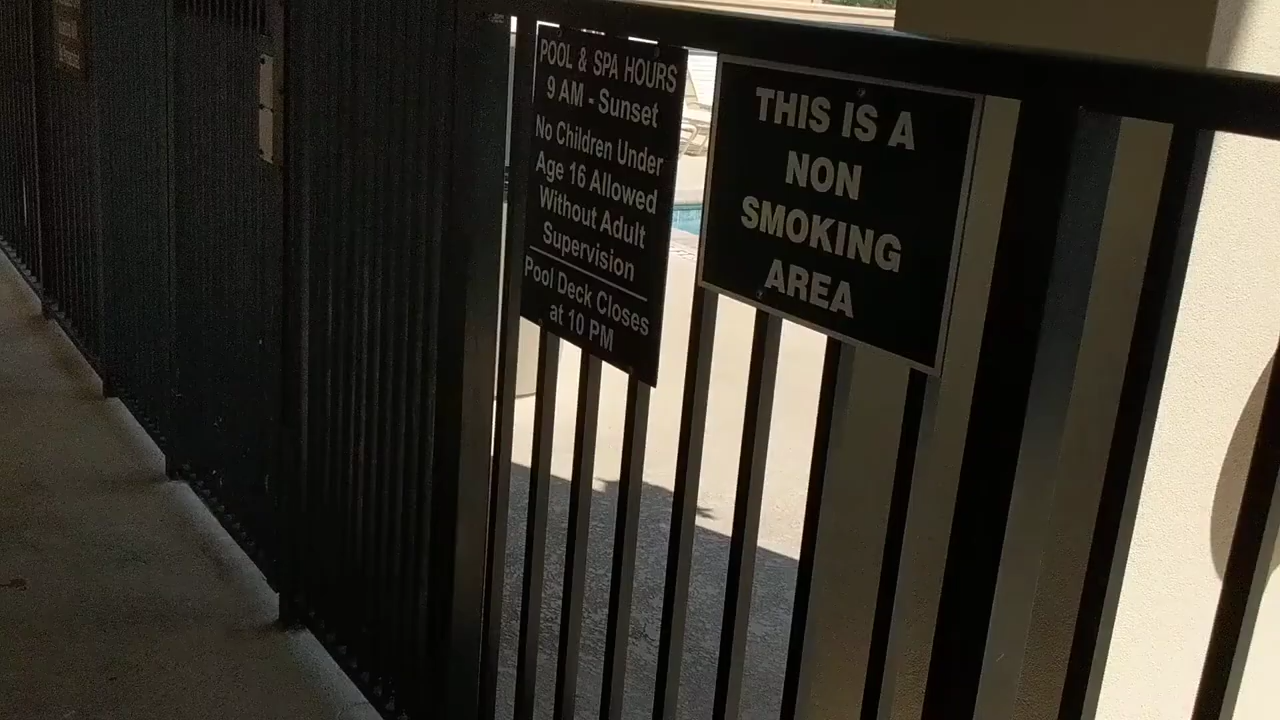 POOL & SPA HOURS
9 AM - Sunset
No Children Under
Age 16 Allowed
Without Adult
Supervision
Pool Deck Closes
at 10 PM
THIS IS A
NON
SMOKING
AREA